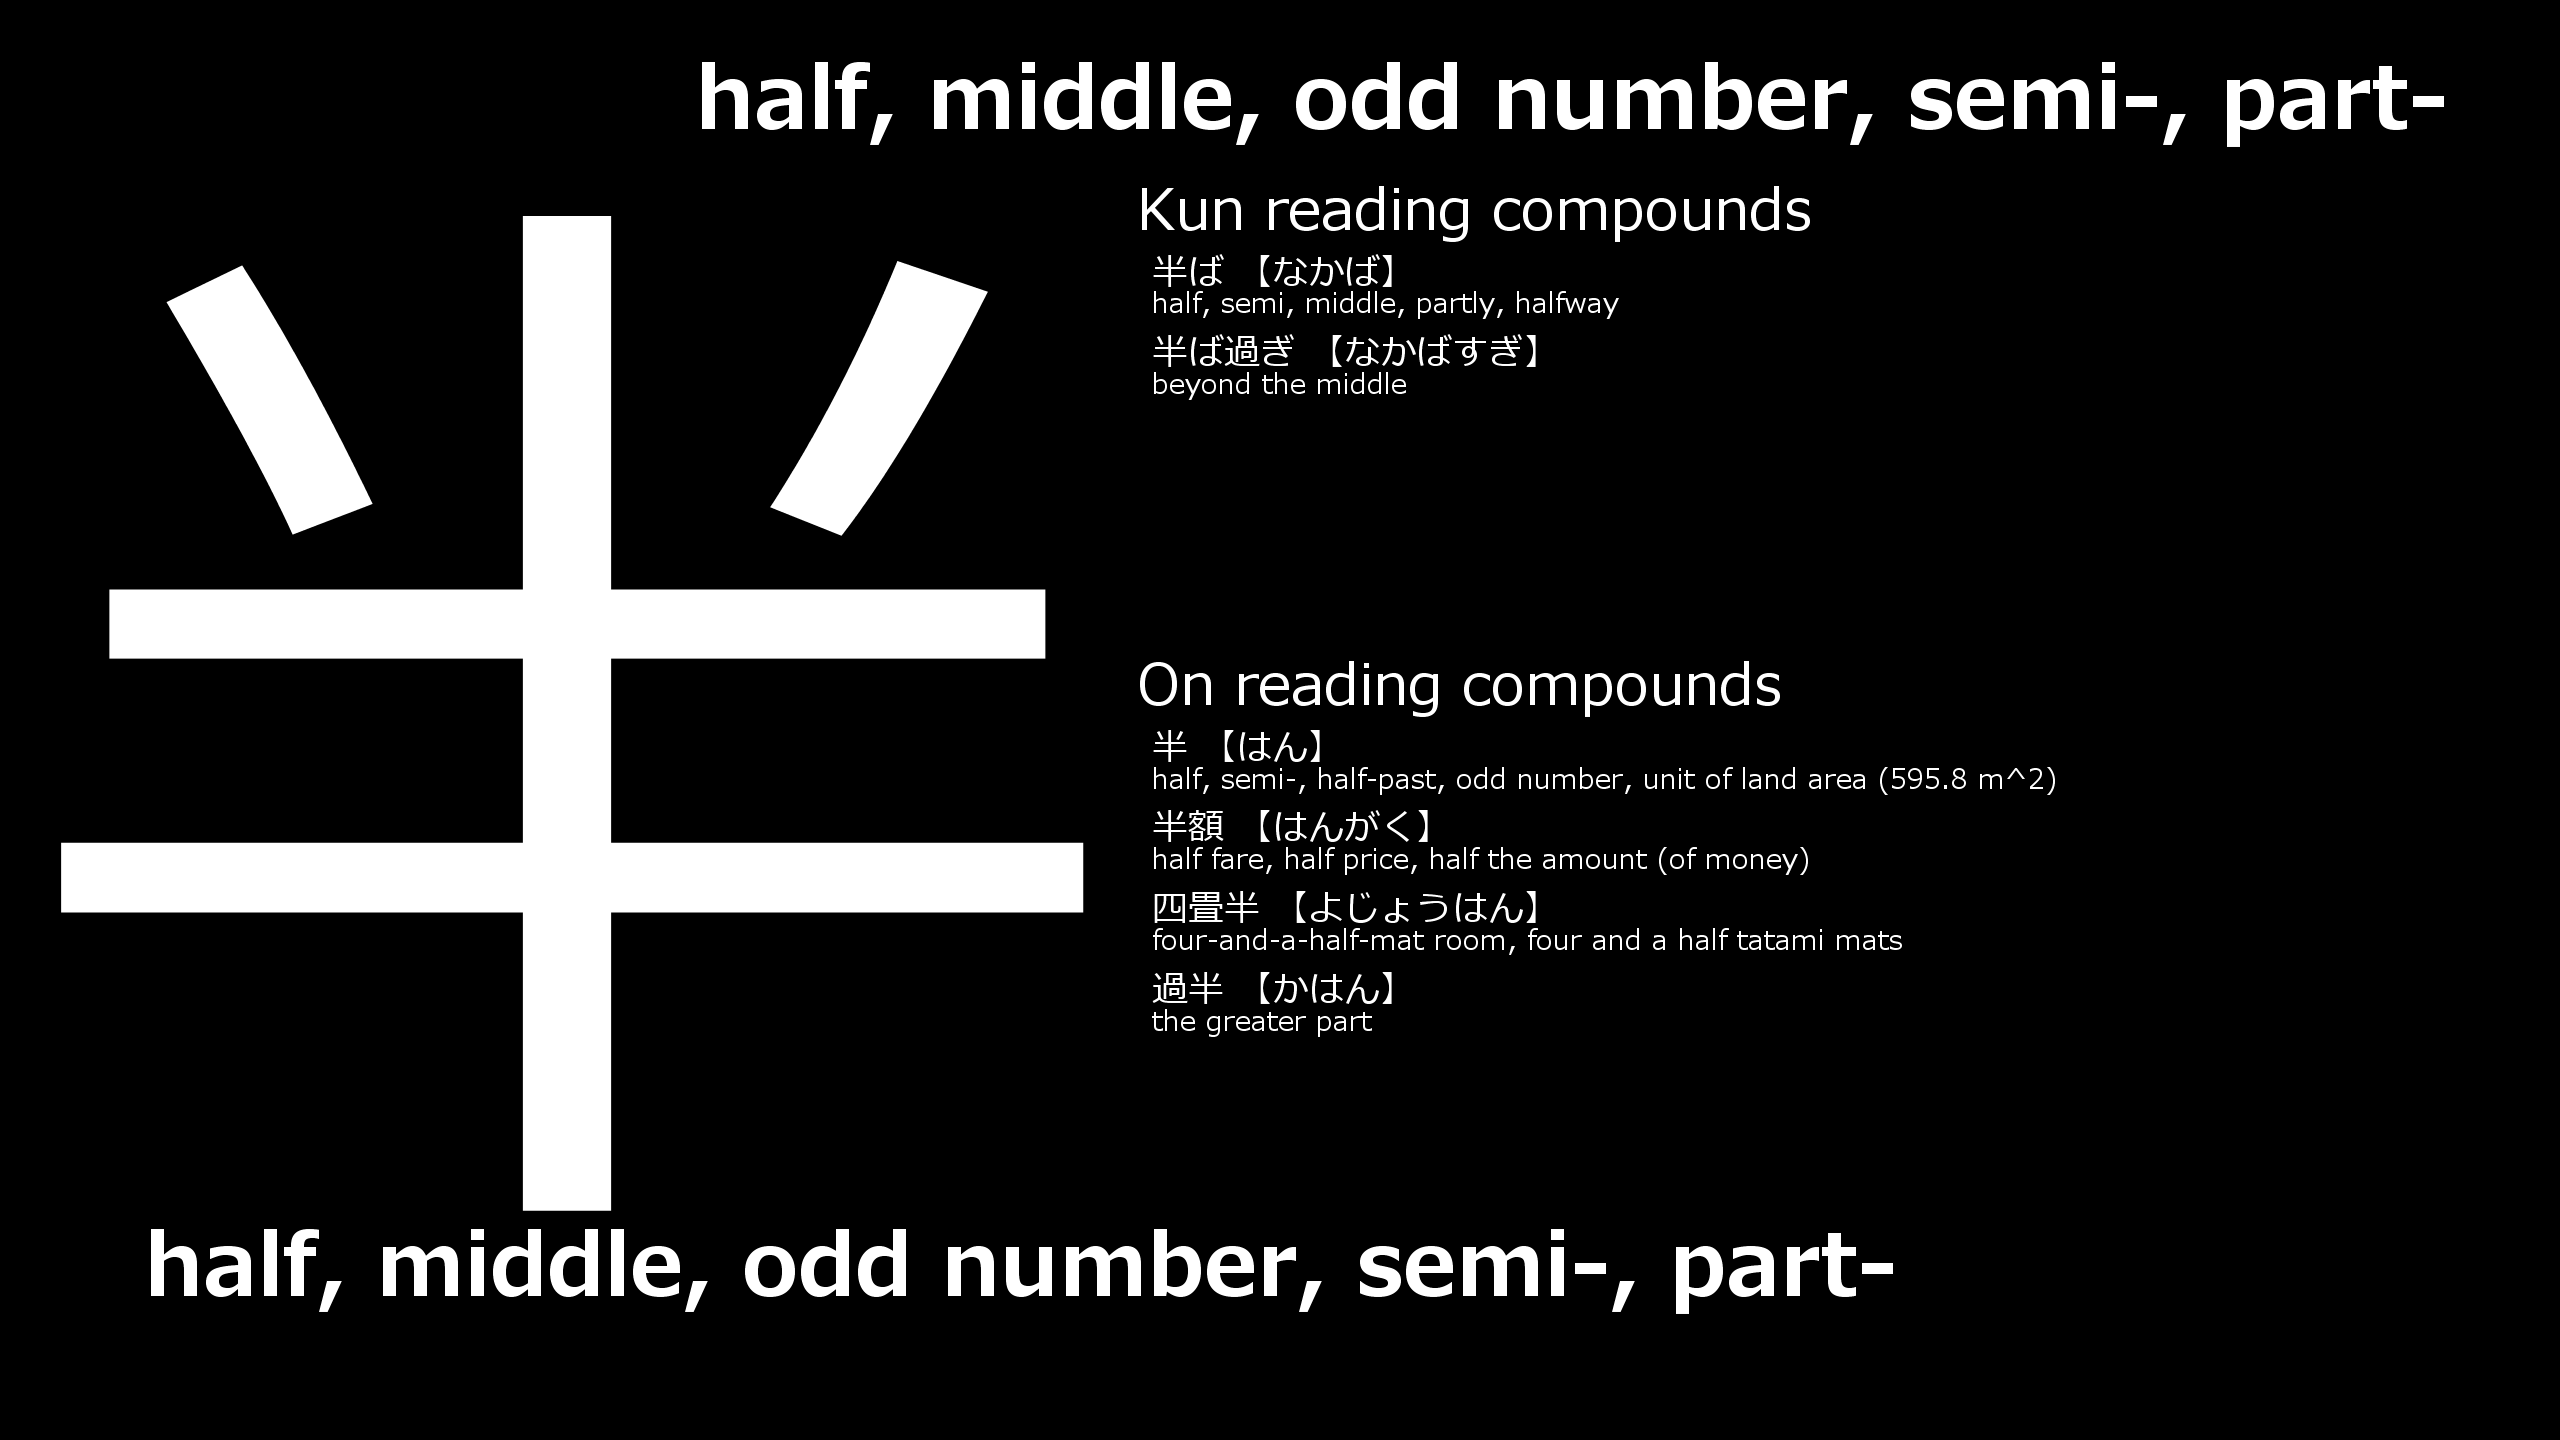 half, middle, odd number, semi-, part-
半
Kun reading compounds
半ば 【なかば】
half, semi, middle, partly, halfway
半ば過ぎ 【なかばすぎ】
beyond the middle
On reading compounds
半 【はん】
half, semi-, half-past, odd number, unit of land area (595.8 m^2)
半額 【はんがく】
half fare, half price, half the amount (of money)
四畳半 【よじょうはん】
four-and-a-half-mat room, four and a half tatami mats
過半 【かはん】
the greater part
half, middle, odd number, semi-, part-